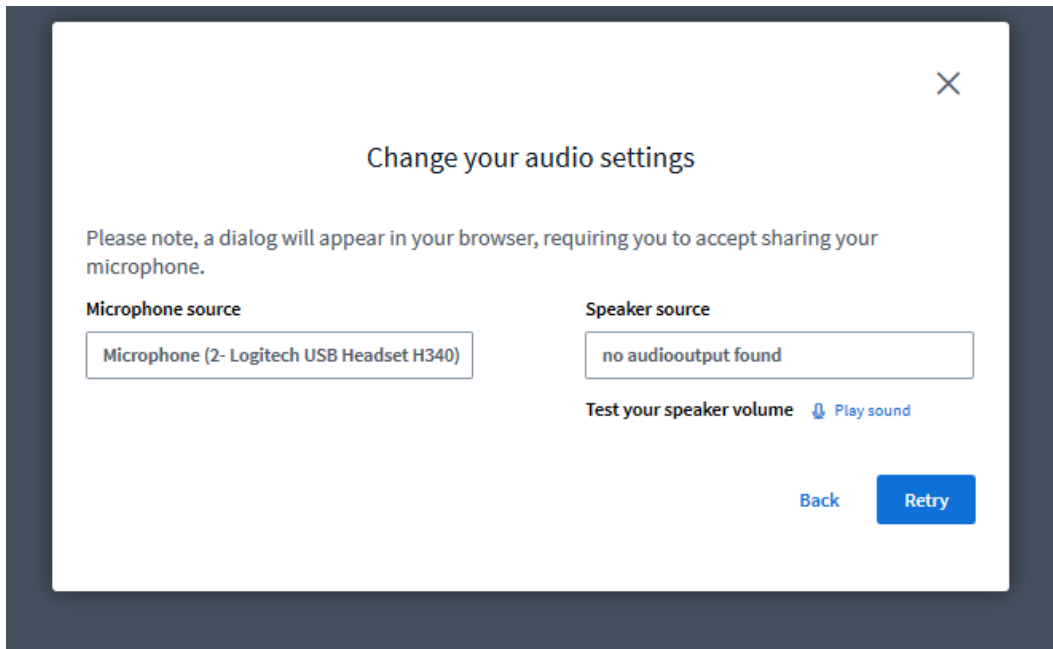 Change your audio settings
Please note, a dialog will appear in your browser, requiring you to accept sharing your
microphone.
Microphone source
Speaker source
Microphone (2- Logitech USB Headset H340)
no audiooutput found
Test your speaker volume
Play sound
Back
Retry